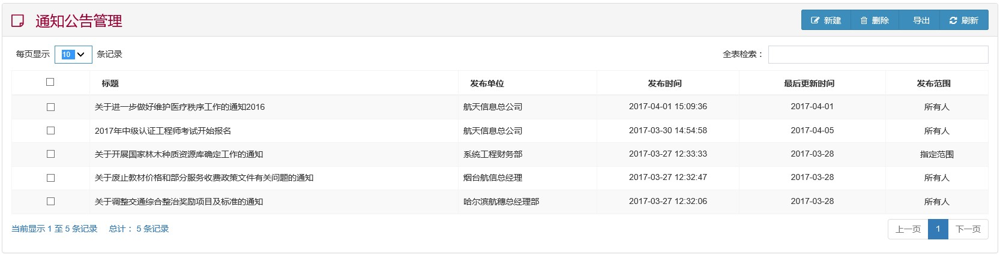 通知公告管理 新建 删除 导出 刷新
每页显示 10 条记录 全表检索：
标题 发布单位 发布时间 最后更新时间 发布范围
关于进一步做好维护医疗秩序工作的通知2016 航天信息总公司 2017-04-01 15:09:36 2017-04-01 所有人
2017年中级认证工程师考试开始报名 航天信息总公司 2017-03-30 14:54:58 2017-04-05 所有人
关于开展国家林木种质资源库确定工作的通知 系统工程财务部 2017-03-27 12:33:33 2017-03-28 指定范围
关于废止教材价格和部分服务收费政策文件有关问题的通知 烟台航信总经理 2017-03-27 12:32:47 2017-03-28 所有人
关于调整交通综合整治奖励项目及标准的通知 哈尔滨航穗总经理部 2017-03-27 12:32:06 2017-03-28 所有人
当前显示 1 至 5 条记录 总计： 5 条记录 上一页 1 下一页